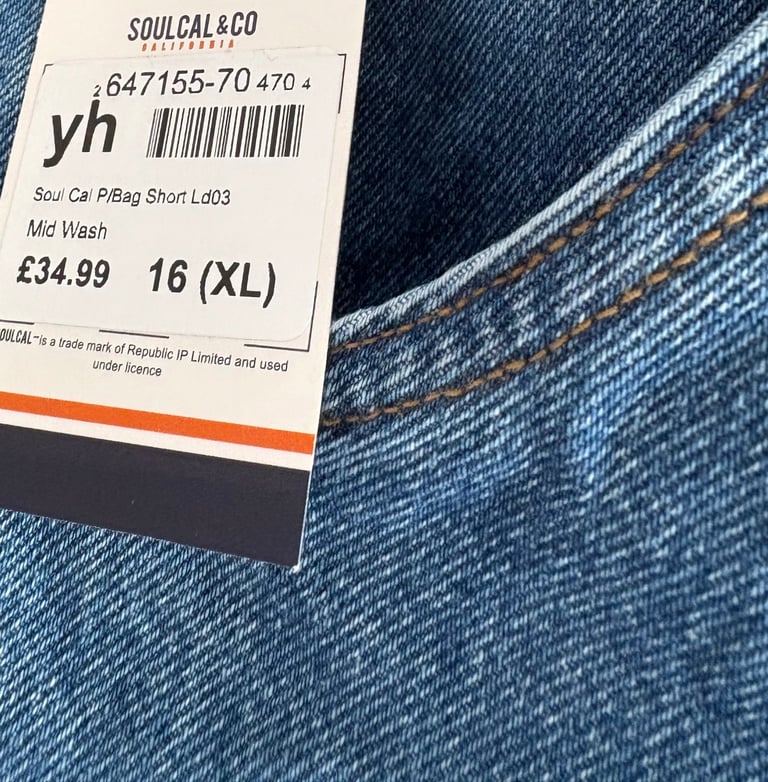 SOULCAL&CO
CALIFORNIA
2 647155-70 470 4
yh
Soul Cal P/Bag Short Ld03
Mid Wash
£34.99 16 (XL)
OULCAL™ is a trade mark of Republic IP Limited and used
under licence